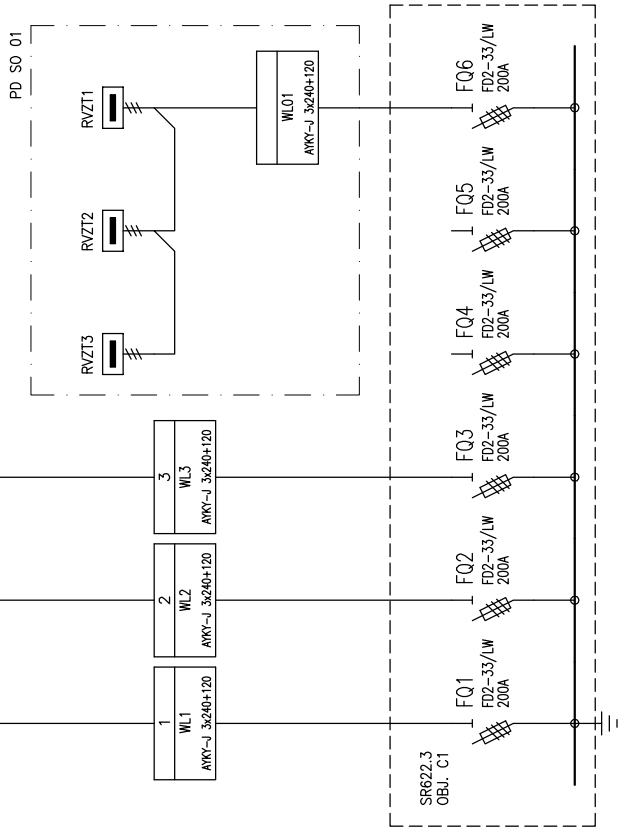 PD SO 01
RVZT3
RVZT2
RVZT1
WL01
AYKY-J 3x240+120
1
WL1
AYKY-J 3x240+120
2
WL2
AYKY-J 3x240+120
3
WL3
AYKY-J 3x240+120
SR622.3
OBJ. C1
FQ1
FD2-33/LW
200A
FQ2
FD2-33/LW
200A
FQ3
FD2-33/LW
200A
FQ4
FD2-33/LW
200A
FQ5
FD2-33/LW
200A
FQ6
FD2-33/LW
200A